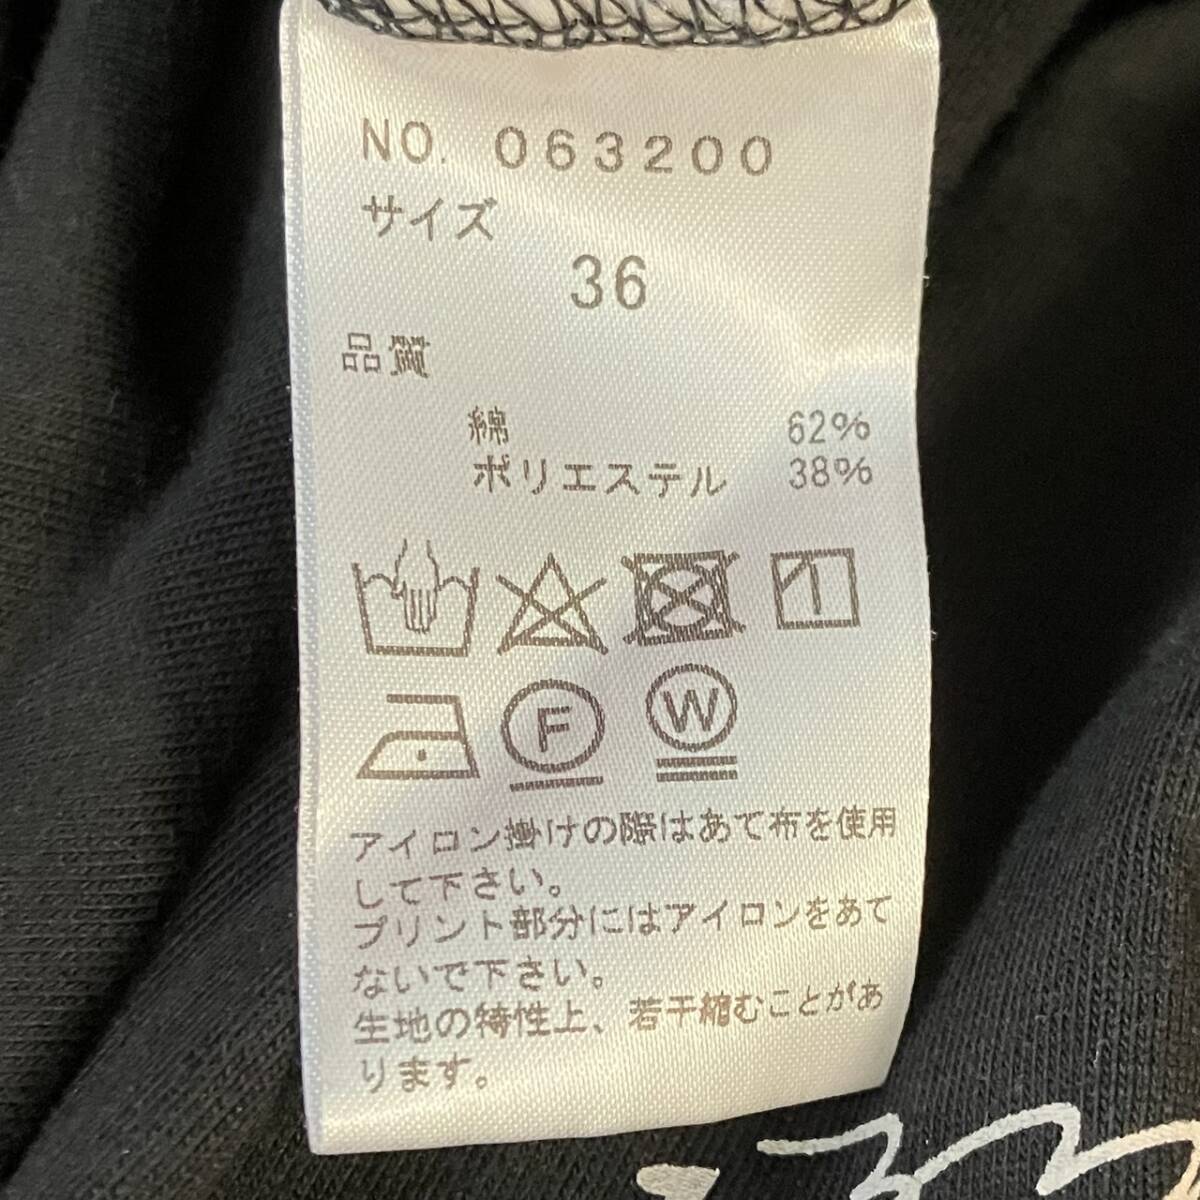 NO. 063200
サイズ
36
品質
綿 62%
ポリエステル 38%
F
W
アイロン掛けの際はあて布を使用
して下さい。
プリント部分にはアイロンをあて
ないで下さい。
生地の特性上、若干縮むことがあ
ります。